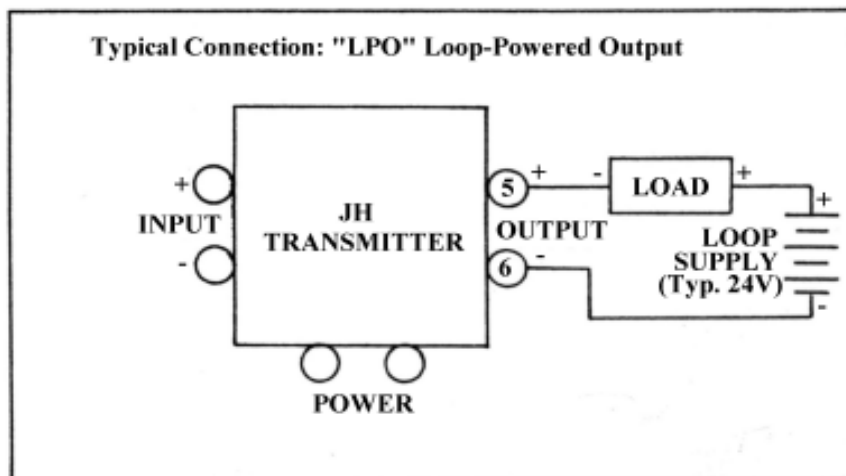 Typical Connection: "LPO" Loop-Powered Output
+
INPUT
-
JH
TRANSMITTER
5
+
OUTPUT
6
-
-
LOAD
+
+
LOOP
SUPPLY
(Typ. 24V)
-
POWER